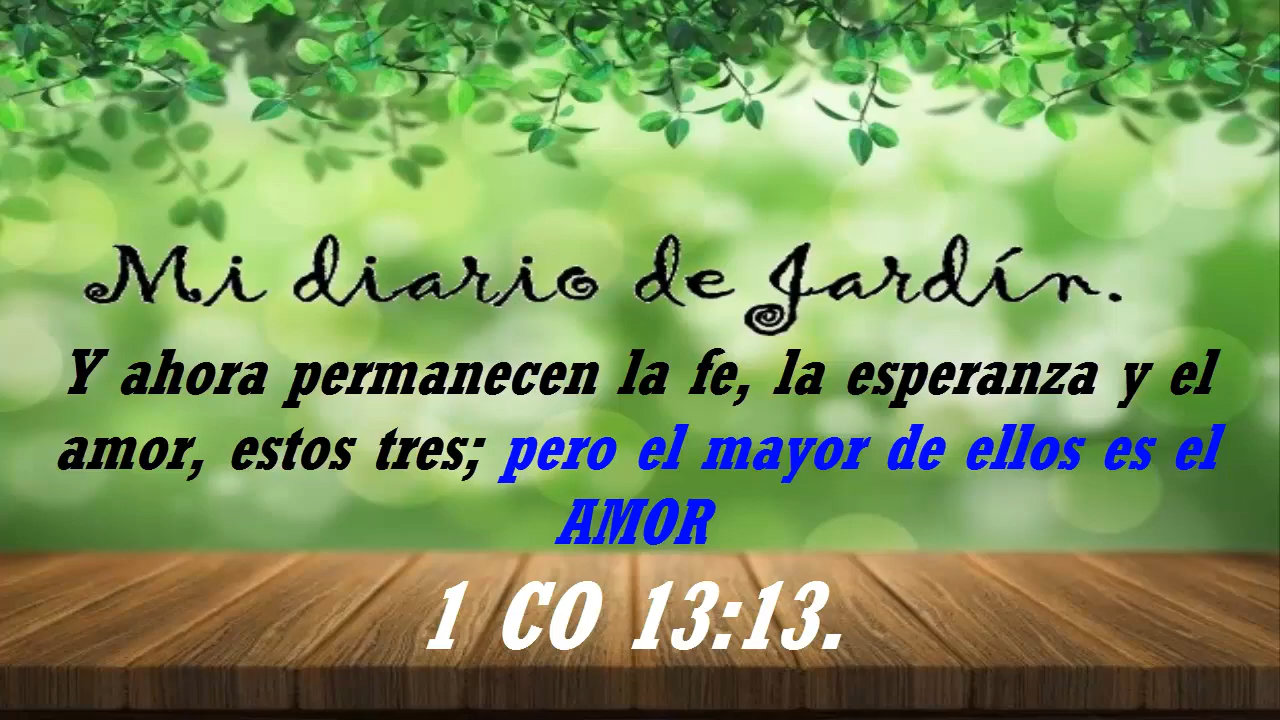 Mi diario de Jardín.
Y ahora permanecen la fe, la esperanza y el
amor, estos tres; pero el mayor de ellos es el
AMOR
1 CO 13:13.